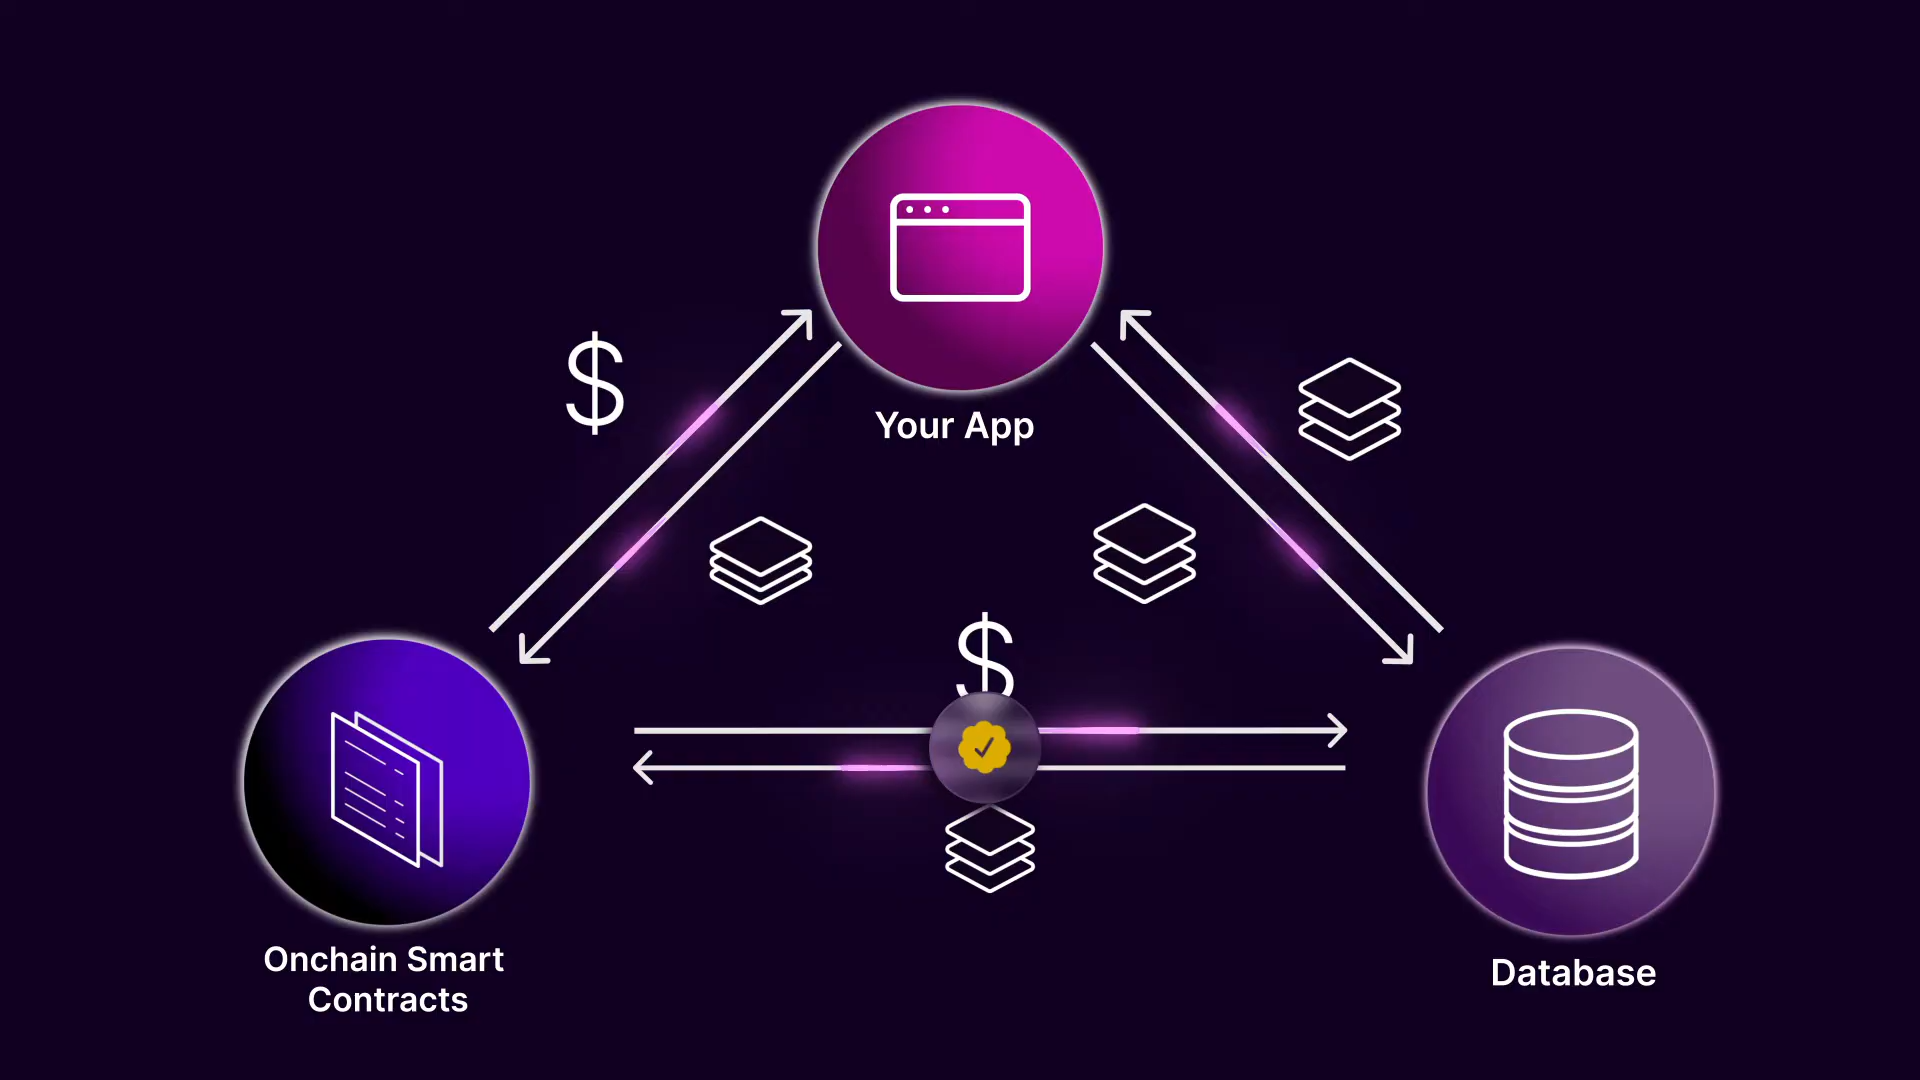 $
Your App
$
Onchain Smart
Contracts
Database